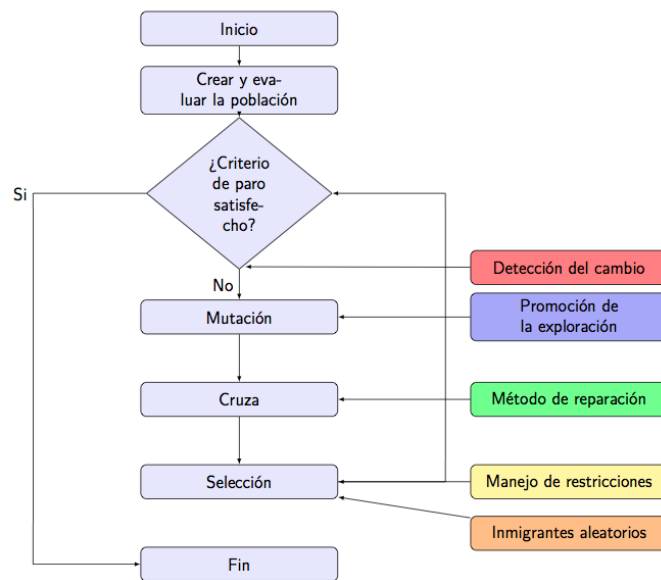 Inicio
Crear y eva-
luar la población
¿Criterio
de paro
satisfe-
cho?
Si
Detección del cambio
No
Promoción de
la exploración
Mutación
Cruza
Método de reparación
Selección
Manejo de restricciones
Inmigrantes aleatorios
Fin